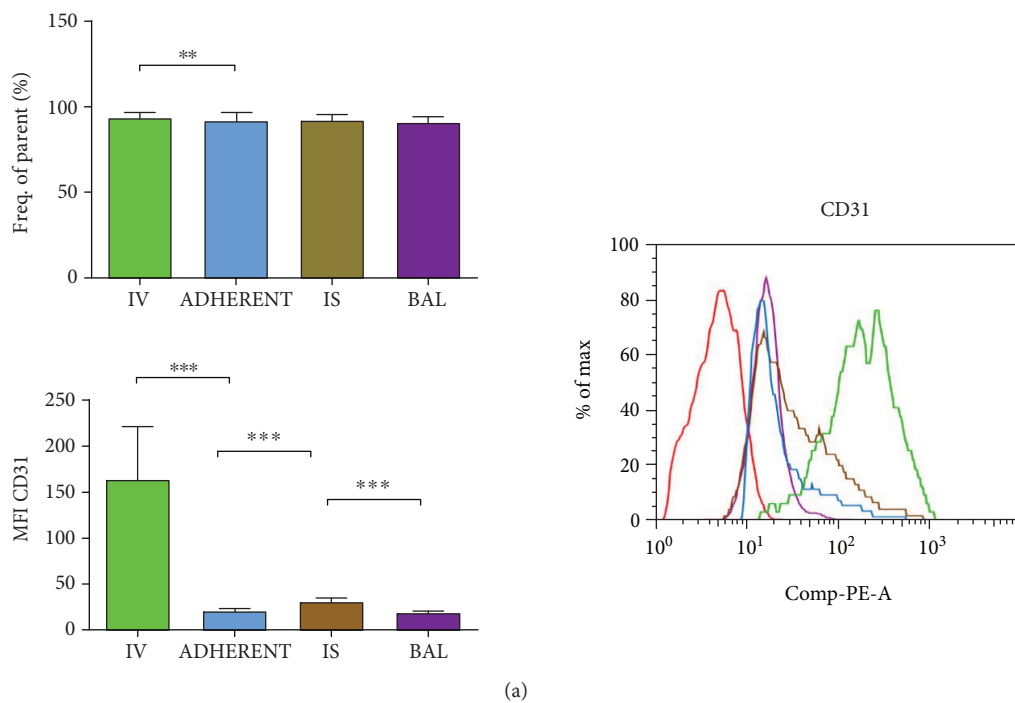 150
100
50
0
Freq. of parent (%)
**
IV ADHERENT IS BAL
250
200
150
100
50
0
MFI CD31
***
***
***
IV ADHERENT IS BAL
CD31
100
80
60
40
20
0
% of max
10⁰ 10¹ 10² 10³
Comp-PE-A
(a)